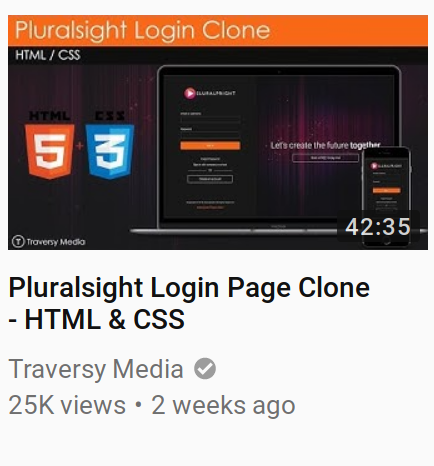 Pluralsight Login Clone
HTML / CSS
HTML
CSS
5
+
3
PLURALSIGHT
Let's create the future together
PLURALSIGHT
Traversy Media
42:35
Pluralsight Login Page Clone
- HTML & CSS
Traversy Media
25K views • 2 weeks ago